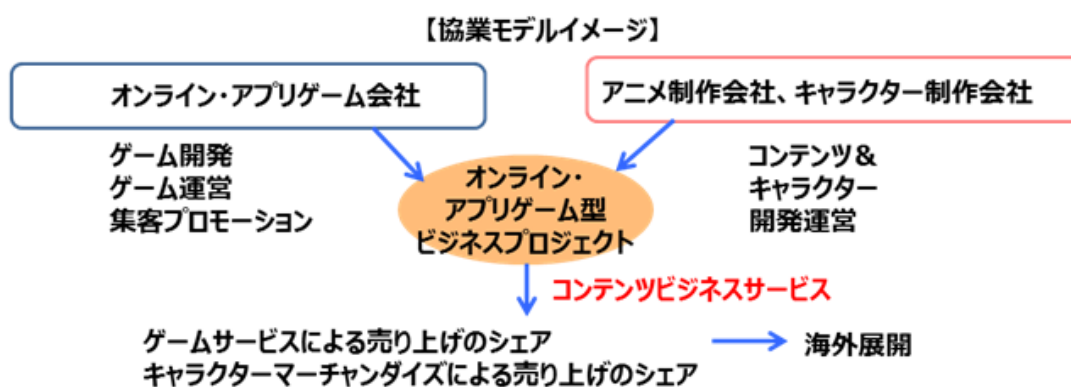 【協業モデルイメージ】
オンライン・アプリゲーム会社
アニメ制作会社、キャラクター制作会社
ゲーム開発
ゲーム運営
集客プロモーション
コンテンツ＆
キャラクター
開発運営
オンライン・
アプリゲーム型
ビジネスプロジェクト
コンテンツビジネスサービス
ゲームサービスによる売り上げのシェア
キャラクターマーチャンダイズによる売り上げのシェア
海外展開